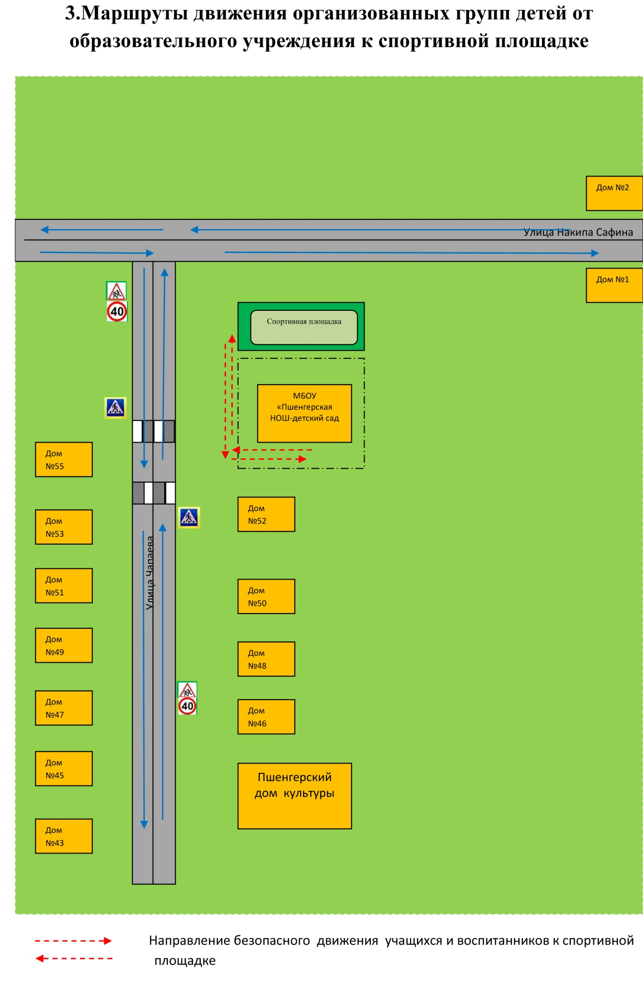 3.Маршруты движения организованных групп детей от
образовательного учреждения к спортивной площадке
Дом №2
Улица Накипа Сафина
Дом №1
40
Спортивная площадка
МБОУ
«Пшенгерская
НОШ-детский сад
Дом
№55
Дом
№52
Дом
№53
Улица Чапаева
Дом
№51
Дом
№50
Дом
№49
Дом
№48
40
Дом
№47
Дом
№46
Дом
№45
Пшенгерский
дом культуры
Дом
№43
Направление безопасного движения учащихся и воспитанников к спортивной
площадке